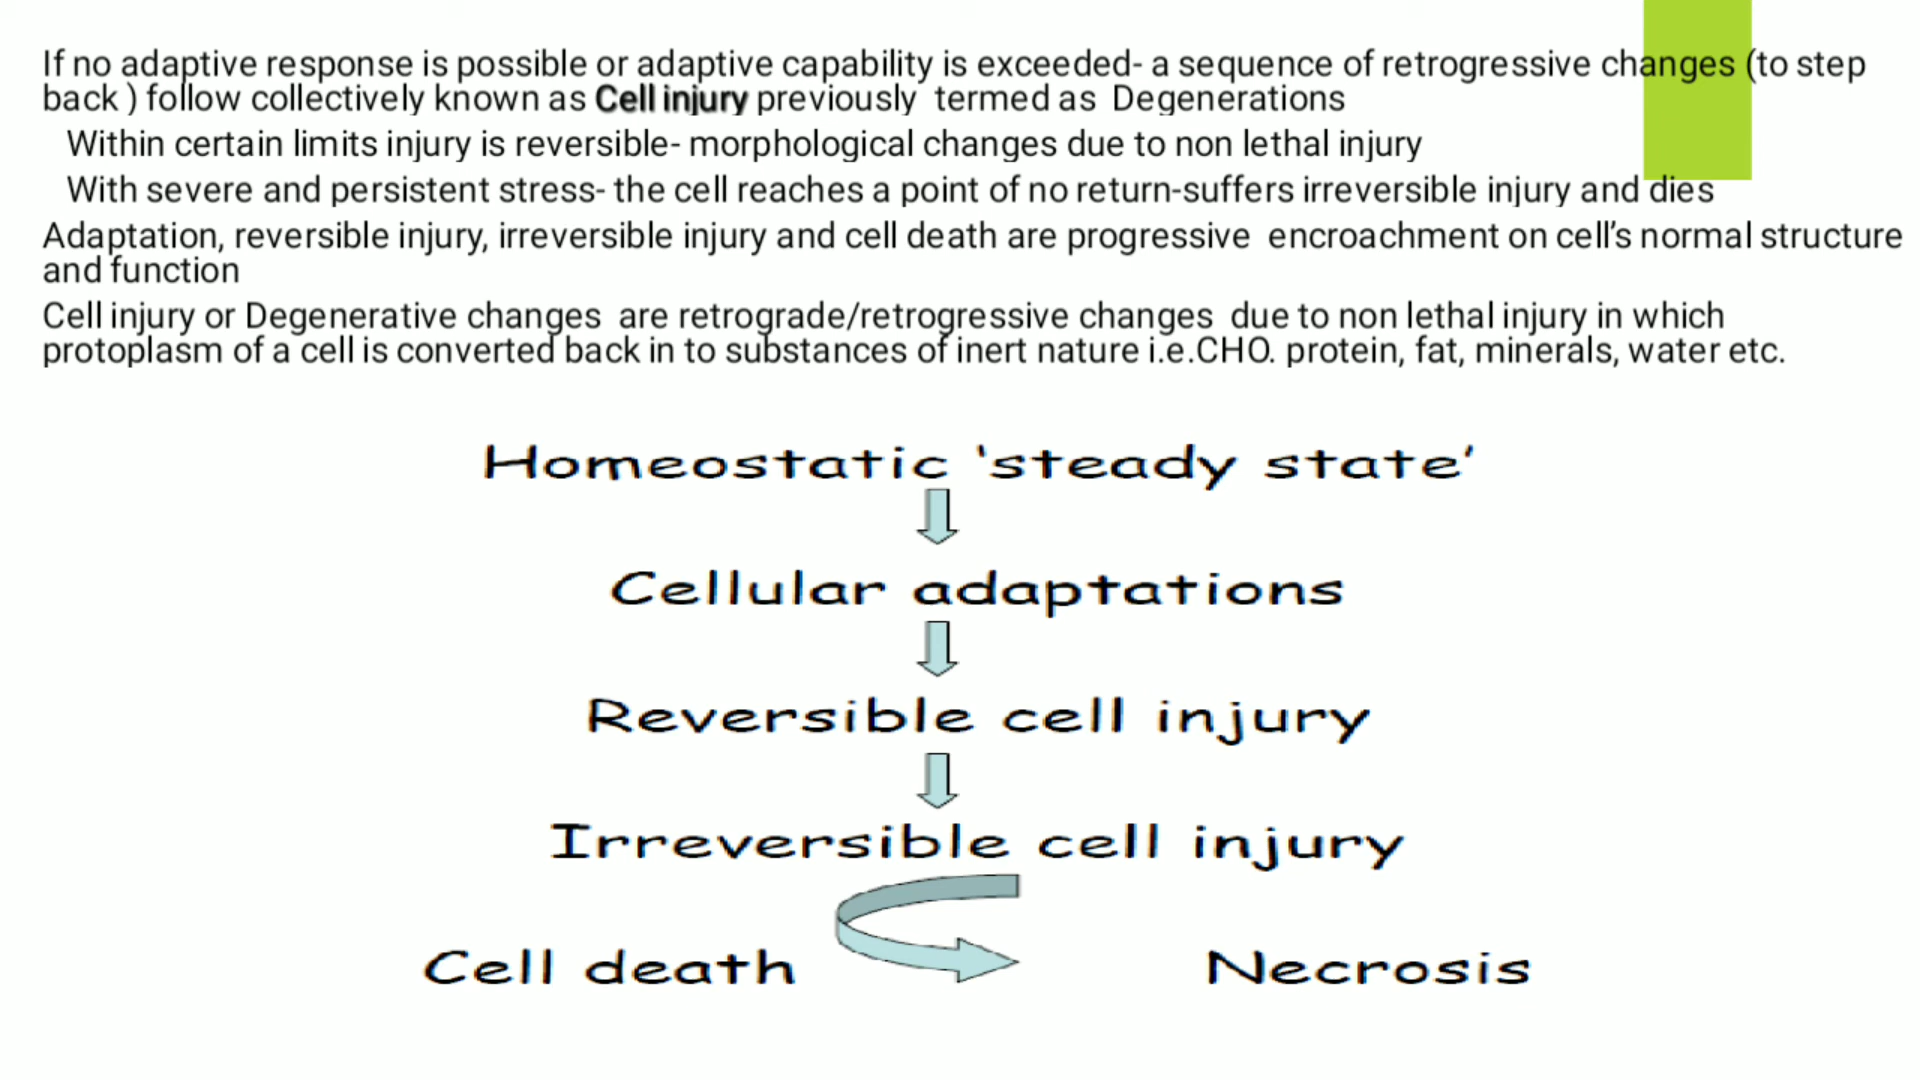 If no adaptive response is possible or adaptive capability is exceeded- a sequence of retrogressive changes (to step
back ) follow collectively known as Cell injury previously termed as Degenerations
Within certain limits injury is reversible- morphological changes due to non lethal injury
With severe and persistent stress- the cell reaches a point of no return-suffers irreversible injury and dies
Adaptation, reversible injury, irreversible injury and cell death are progressive encroachment on cell’s normal structure
and function
Cell injury or Degenerative changes are retrograde/retrogressive changes due to non lethal injury in which
protoplasm of a cell is converted back in to substances of inert nature i.e.CHO. protein, fat, minerals, water etc.
Homeostatic ‘steady state’
Cellular adaptations
Reversible cell injury
Irreversible cell injury
Cell death Necrosis